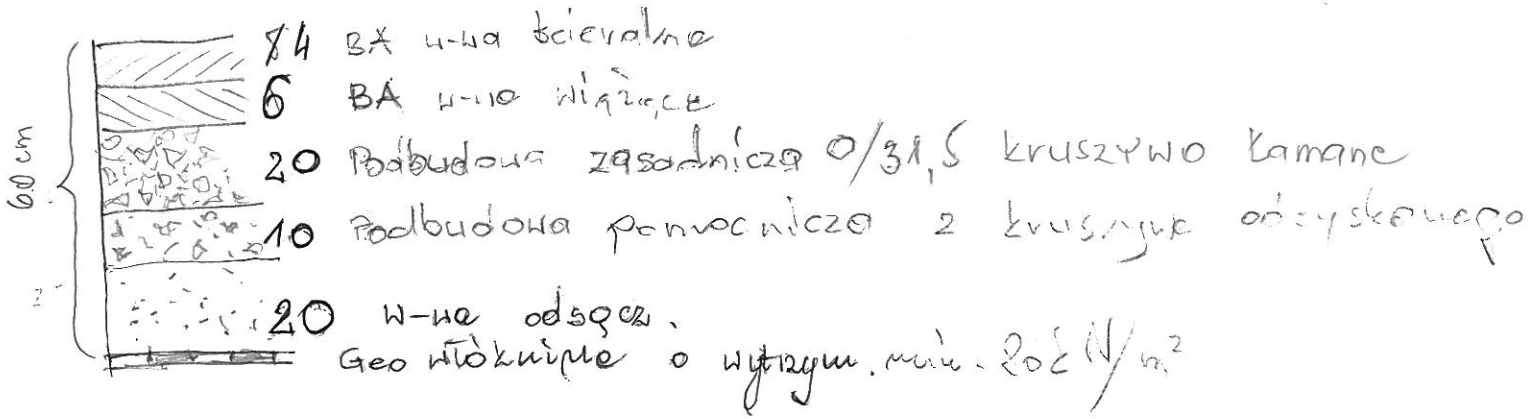 4 BA w-wa ścieralna
6 BA w-wa wiążąca
20 Podbudowa zasadnicza 0/31,5 kruszywo łamane
10 Podbudowa pomocnicza z kruszywa odzyskanego
20 w-wa odsącz.
Geowłóknina o wytrzym. min. N/m²
60 cm